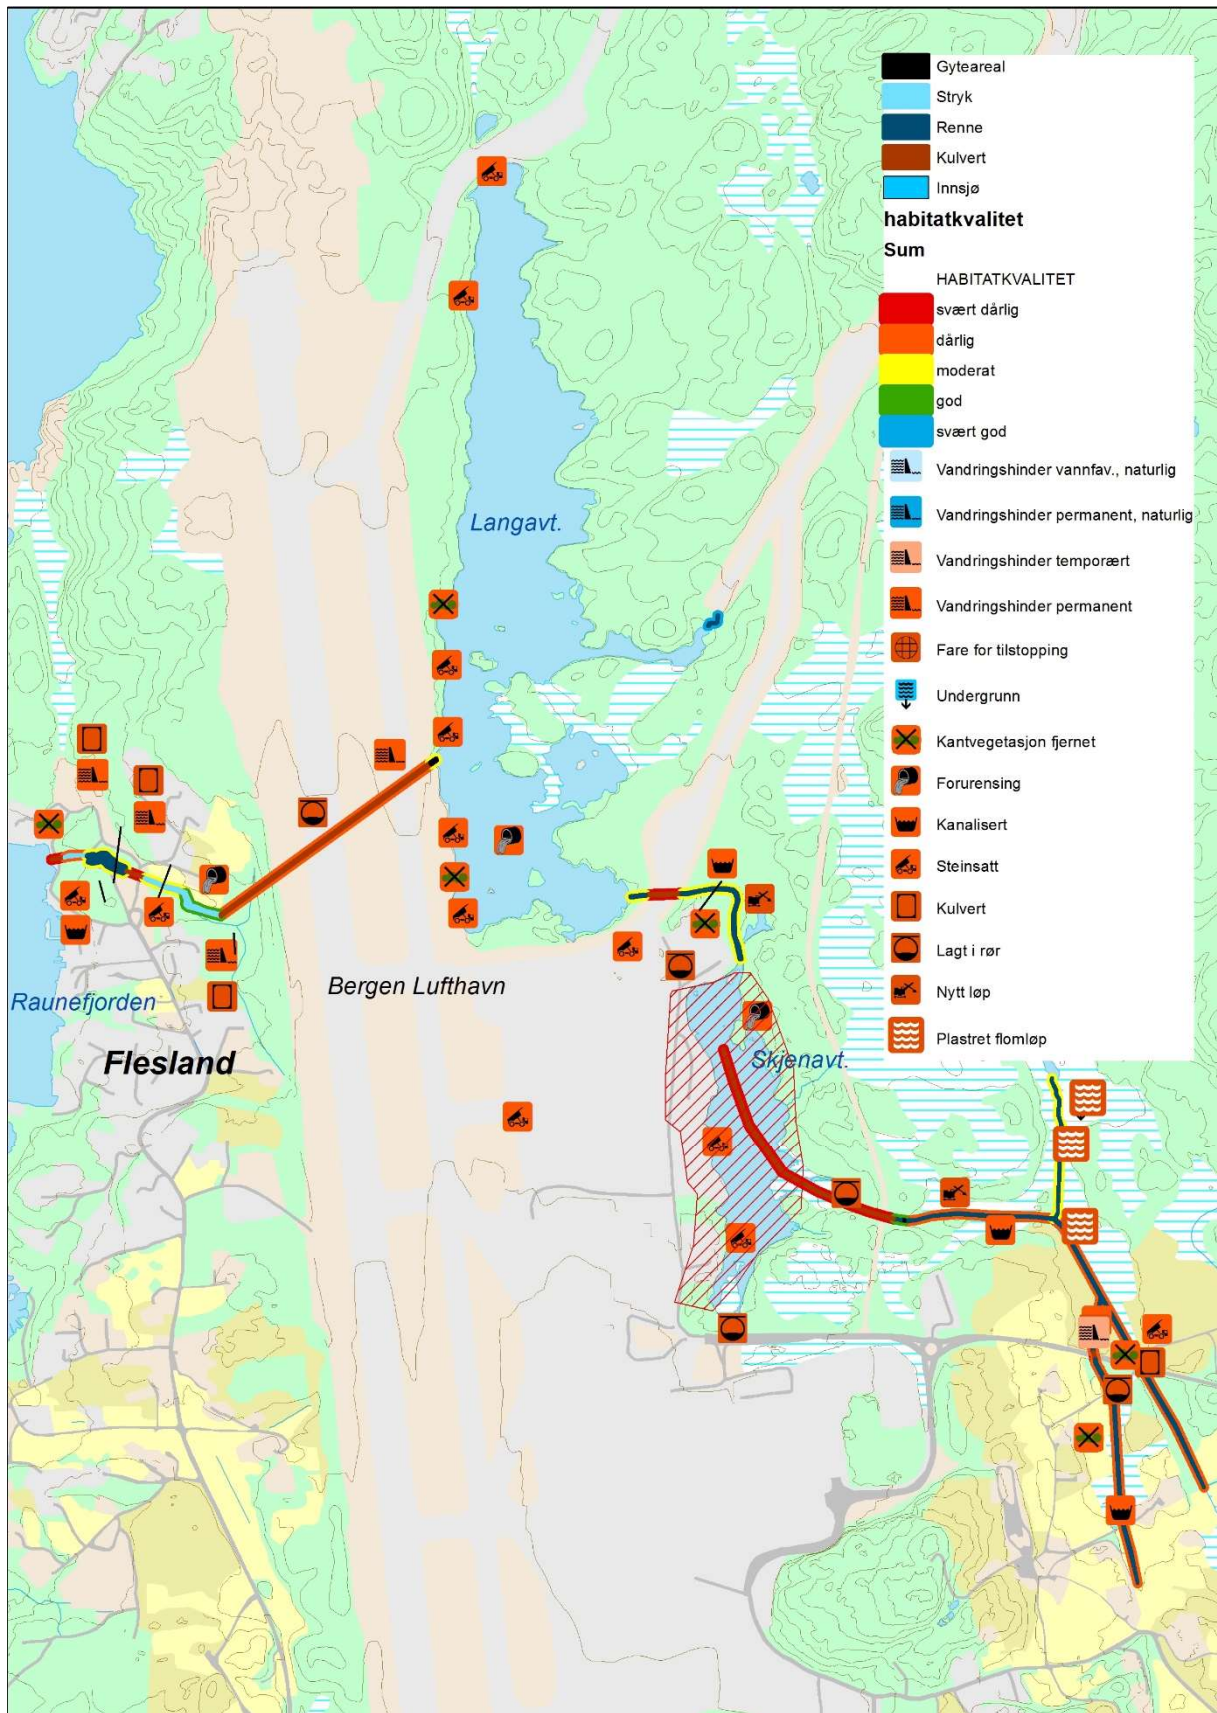 Gyteareal
Stryk
Renne
Kulvert
Innsjø
habitatkvalitet
Sum
HABITATKVALITET
svært dårlig
dårlig
moderat
god
svært god
Vandringshinder vannfav., naturlig
Vandringshinder permanent, naturlig
Vandringshinder temporært
Vandringshinder permanent
Fare for tilstopping
Undergrunn
Kantvegetasjon fjernet
Forurensing
Kanalisert
Steinsatt
Kulvert
Lagt i rør
Nytt løp
Plastret flomløp
Langavt.
Bergen Lufthavn
Raunefjorden
Flesland
Skjenavt.